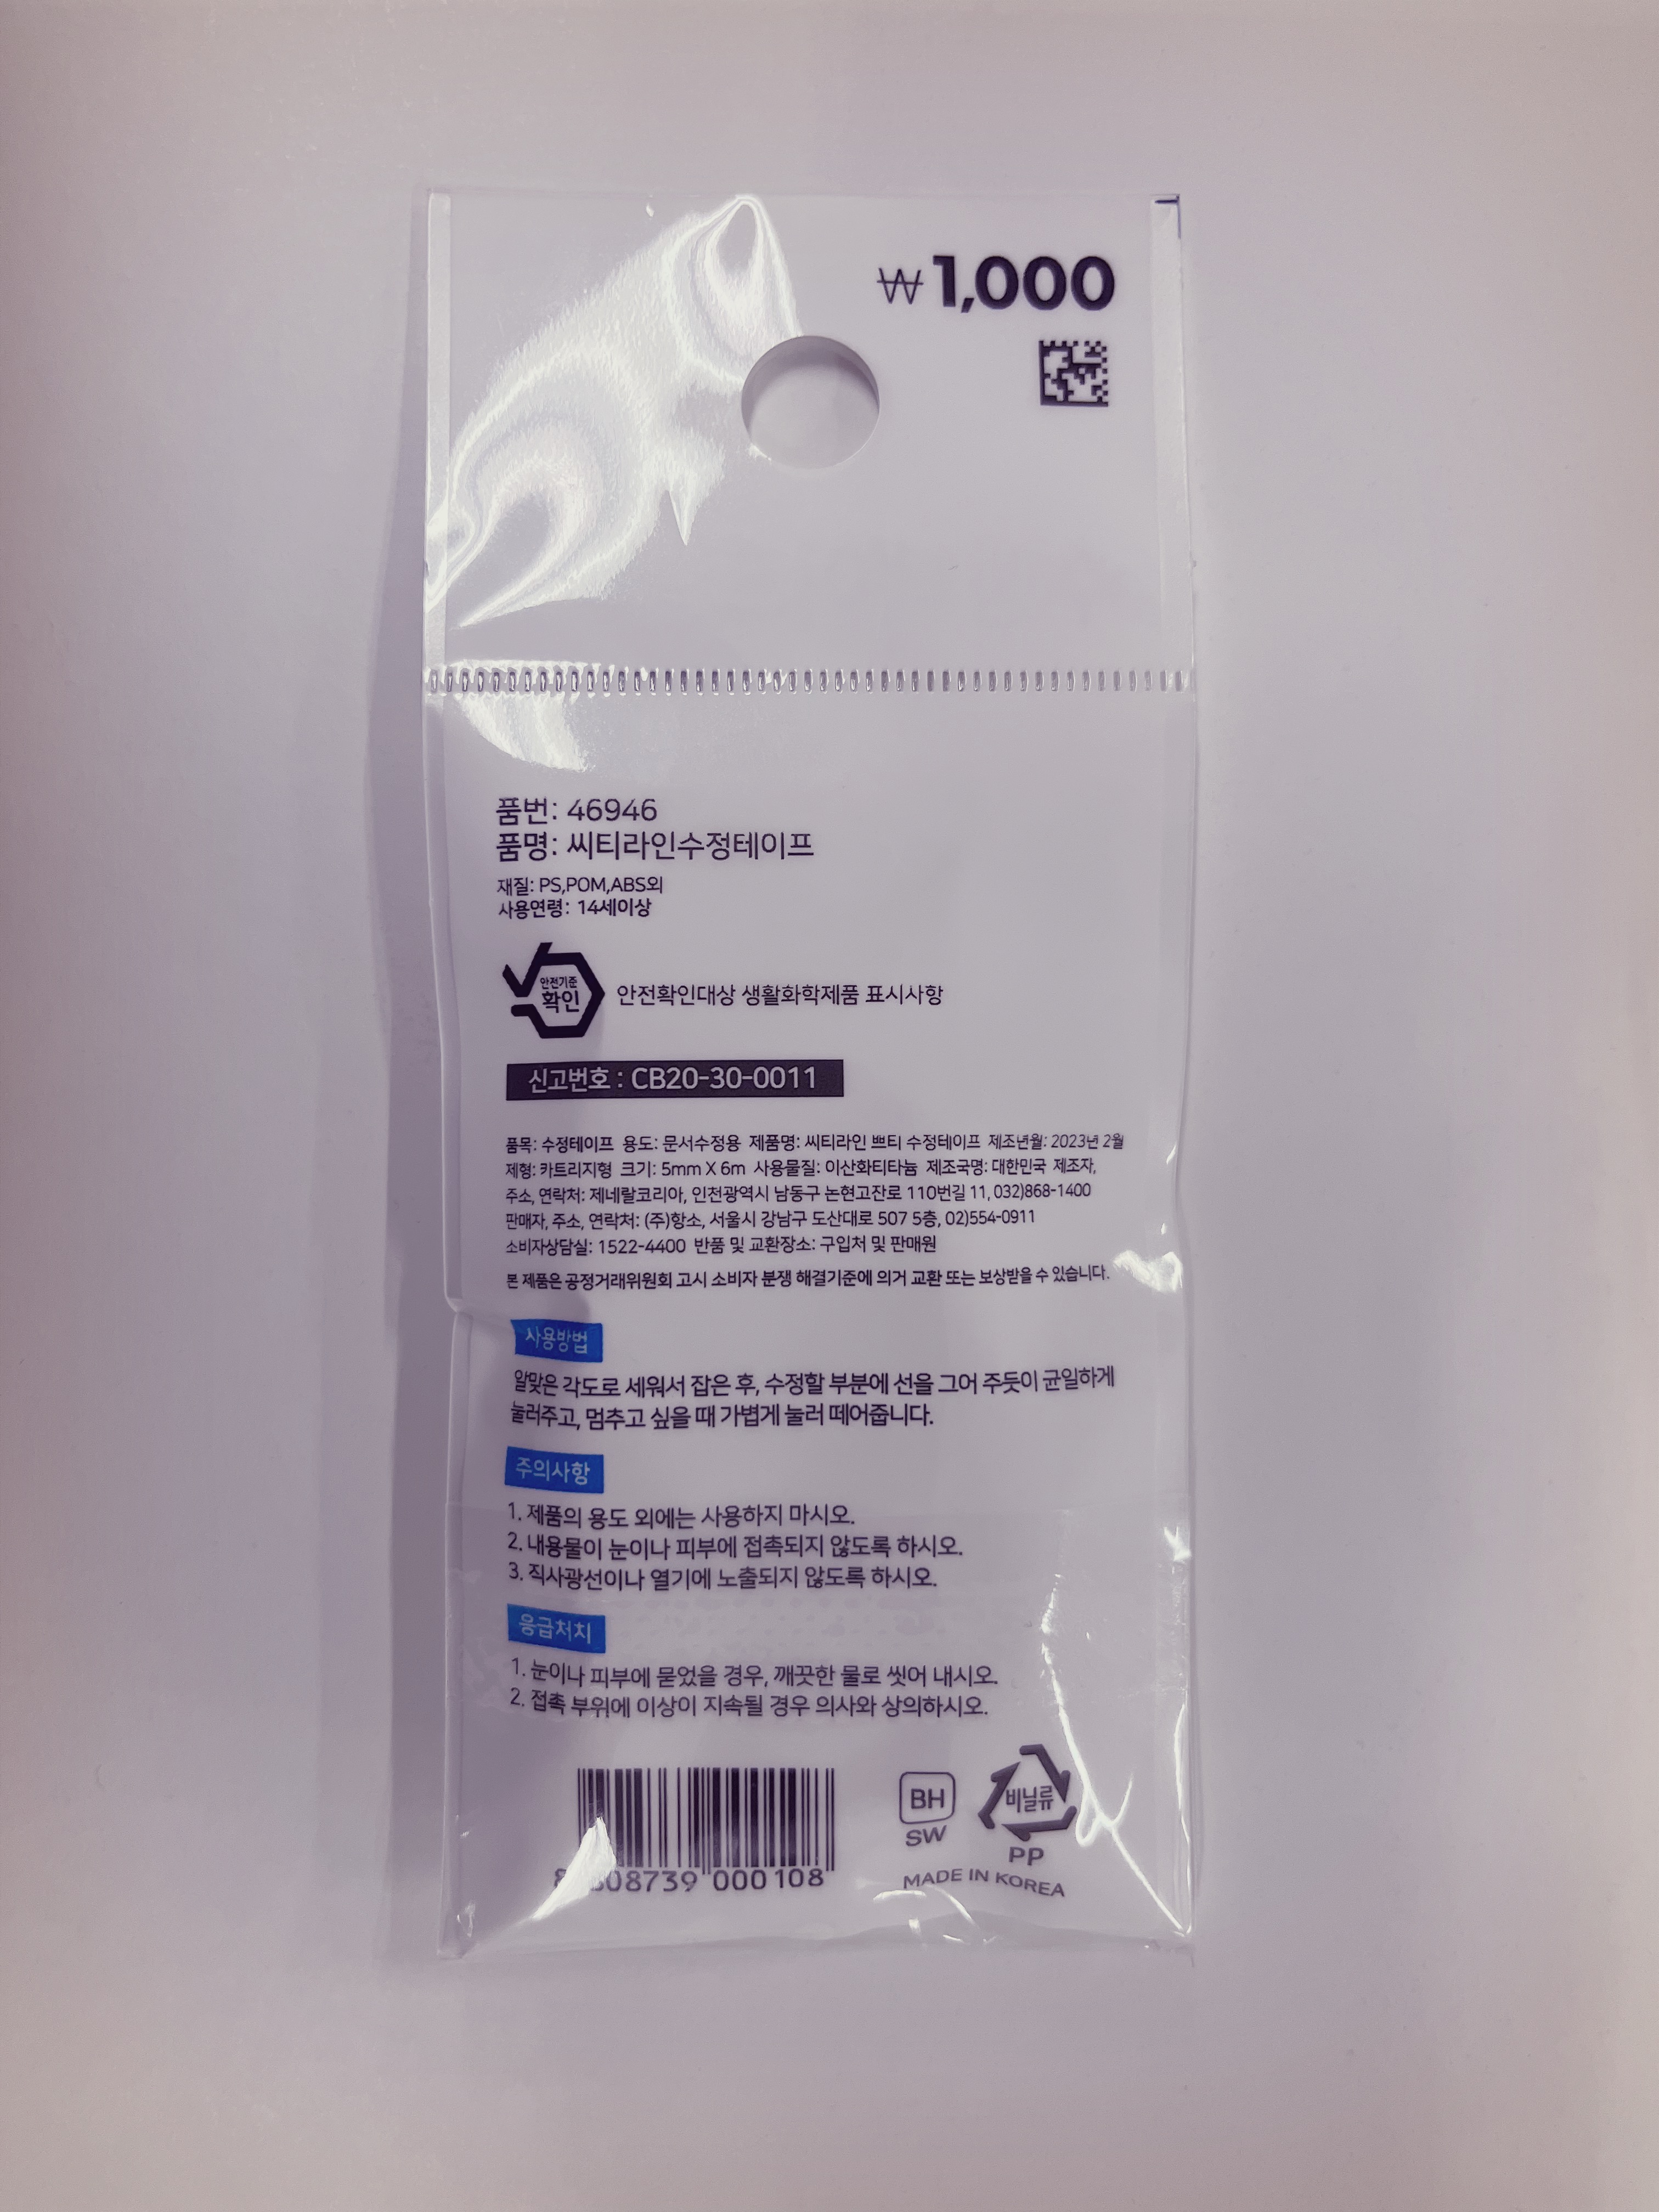 ₩1,000
품번: 46946
품명: 씨티라인수정테이프
재질: PS,POM,ABS외
사용연령: 14세이상
안전기준
확인
안전확인대상 생활화학제품 표시사항
신고번호 : CB20-30-0011
품목: 수정테이프 용도: 문서수정용 제품명: 씨티라인 쁘티 수정테이프 제조년월: 2023년 2월
제형: 카트리지형 크기: 5mm X 6m 사용물질: 이산화티타늄 제조국명: 대한민국 제조자,
주소, 연락처: 제네랄코리아, 인천광역시 남동구 논현고잔로 110번길 11, 032)868-1400
판매자, 주소, 연락처: (주)항소, 서울시 강남구 도산대로 507 5층, 02)554-0911
소비자상담실: 1522-4400 반품 및 교환장소: 구입처 및 판매원
본 제품은 공정거래위원회 고시 소비자 분쟁 해결기준에 의거 교환 또는 보상받을 수 있습니다.
사용방법
알맞은 각도로 세워서 잡은 후, 수정할 부분에 선을 그어 주듯이 균일하게
눌러주고, 멈추고 싶을 때 가볍게 눌러 떼어줍니다.
주의사항
1. 제품의 용도 외에는 사용하지 마시오.
2. 내용물이 눈이나 피부에 접촉되지 않도록 하시오.
3. 직사광선이나 열기에 노출되지 않도록 하시오.
응급처치
1. 눈이나 피부에 묻었을 경우, 깨끗한 물로 씻어 내시오.
2. 접촉 부위에 이상이 지속될 경우 의사와 상의하시오.
BH
SW
비닐류
PP
MADE IN KOREA
000108